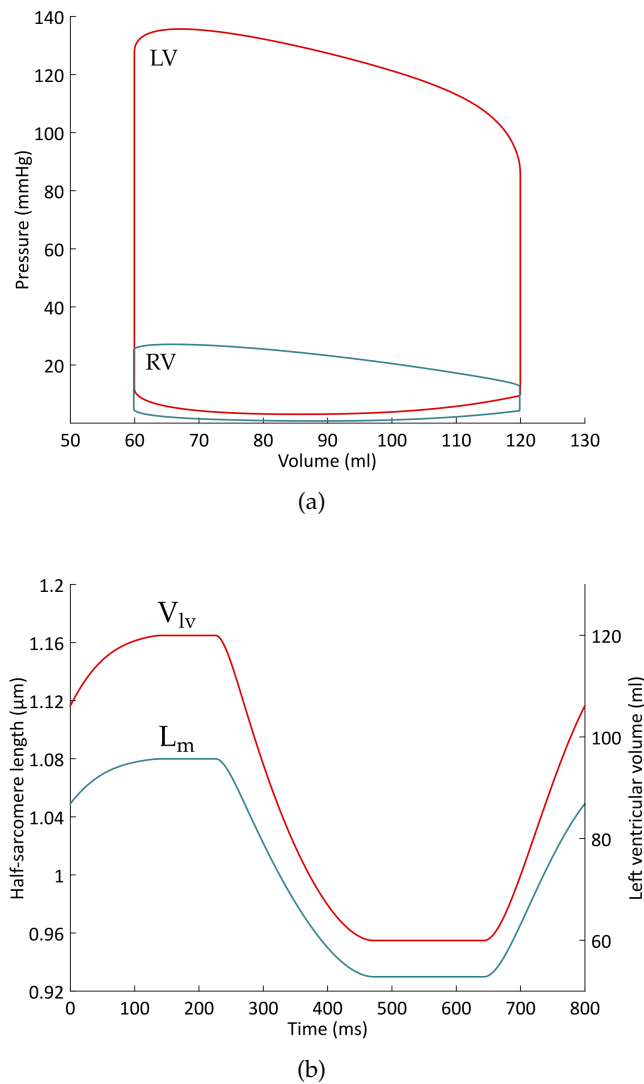 140
120
100
80
60
40
20
Pressure (mmHg)
LV
RV
50 60 70 80 90 100 110 120 130
Volume (ml)
(a)
1.2
1.16
1.12
1.08
1.04
1
0.96
0.92
Half-sarcomere length (µm)
V_lv
L_m
120
100
80
60
Left ventricular volume (ml)
0 100 200 300 400 500 600 700 800
Time (ms)
(b)